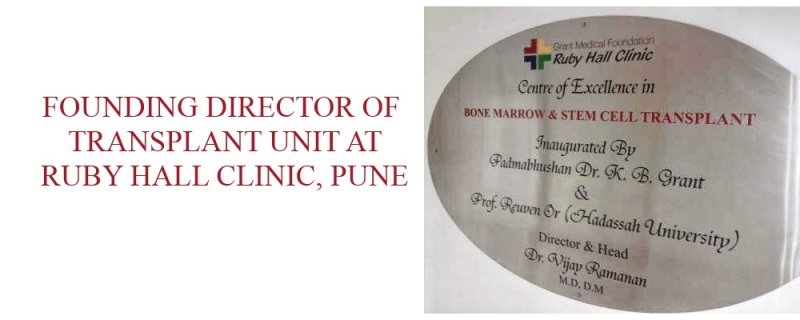 FOUNDING DIRECTOR OF
TRANSPLANT UNIT AT
RUBY HALL CLINIC, PUNE
Grant Medical Foundation
Ruby Hall Clinic
Centre of Excellence in
BONE MARROW & STEM CELL TRANSPLANT
Inaugurated By
Padmabhushan Dr. K. B. Grant
&
Prof. Reuven Or (Hadassah University)
Director & Head
Dr. Vijay Ramanan
M.D, D.M